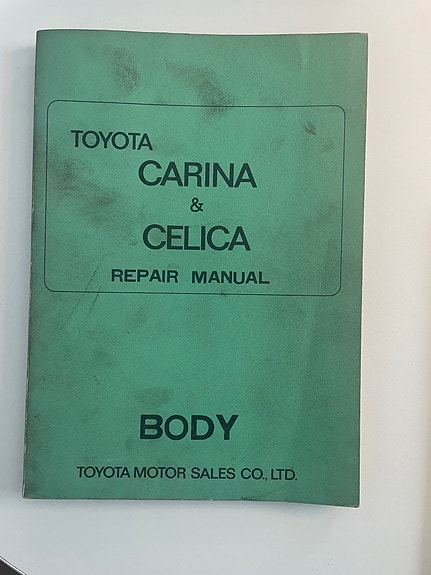 TOYOTA
CARINA
&
CELICA
REPAIR MANUAL
BODY
TOYOTA MOTOR SALES CO., LTD.